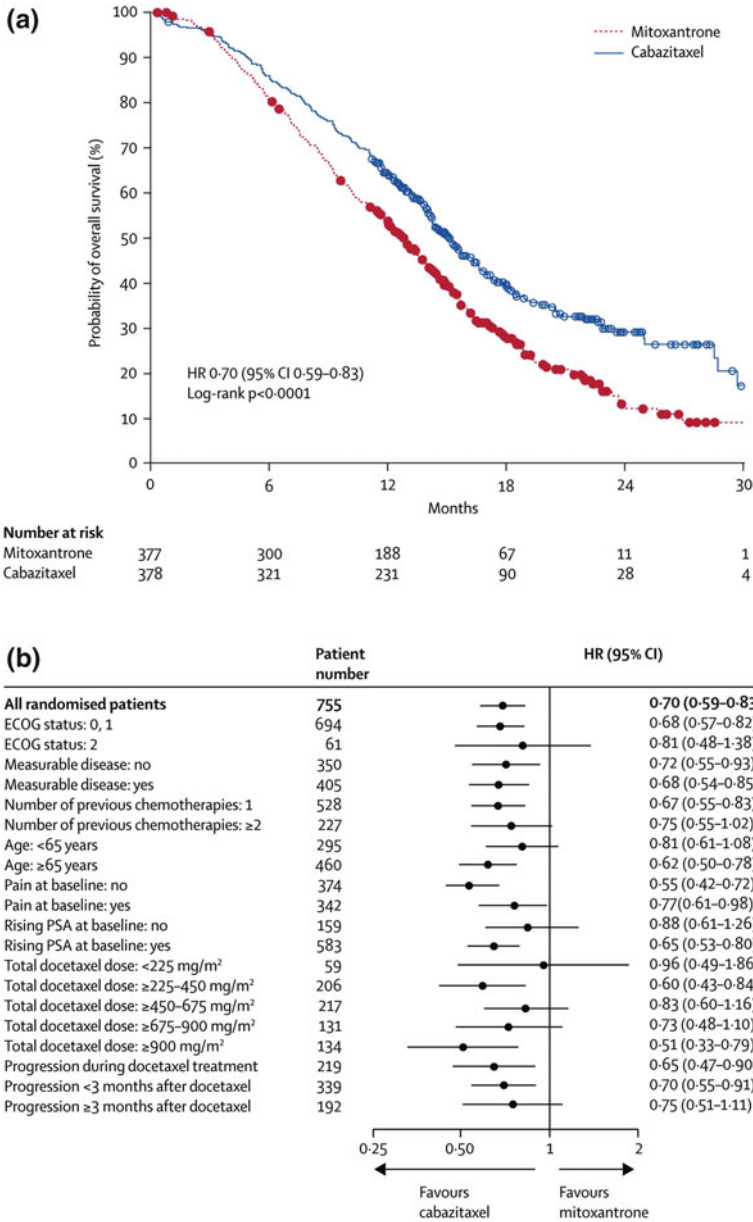 (a)
100
90
80
70
60
50
40
30
20
10
0
Probability of overall survival (%)
Mitoxantrone
Cabazitaxel
HR 0·70 (95% CI 0·59–0·83)
Log-rank p<0·0001
0 6 12 18 24 30
Months
Number at risk
Mitoxantrone 377 300 188 67 11 1
Cabazitaxel 378 321 231 90 28 4
(b)
Patient number HR (95% CI)
All randomised patients 755 0·70 (0·59–0·83
ECOG status: 0, 1 694 0·68 (0·57–0·82
ECOG status: 2 61 0·81 (0·48–1·38)
Measurable disease: no 350 0·72 (0·55–0·93)
Measurable disease: yes 405 0·68 (0·54–0·85
Number of previous chemotherapies: 1 528 0·67 (0·55–0·83)
Number of previous chemotherapies: ≥2 227 0·75 (0·55–1·02)
Age: <65 years 295 0·81 (0·61–1·08)
Age: ≥65 years 460 0·62 (0·50–0·78)
Pain at baseline: no 374 0·55 (0·42–0·72)
Pain at baseline: yes 342 0·77(0·61–0·98)
Rising PSA at baseline: no 159 0·88 (0·61–1·26)
Rising PSA at baseline: yes 583 0·65 (0·53–0·80)
Total docetaxel dose: <225 mg/m² 59 0·96 (0·49–1·86
Total docetaxel dose: ≥225–450 mg/m² 206 0·60 (0·43–0·84
Total docetaxel dose: ≥450–675 mg/m² 217 0·83 (0·60–1·16)
Total docetaxel dose: ≥675–900 mg/m² 131 0·73 (0·48–1·10)
Total docetaxel dose: ≥900 mg/m² 134 0·51 (0·33–0·79)
Progression during docetaxel treatment 219 0·65 (0·47–0·90
Progression <3 months after docetaxel 339 0·70 (0·55–0·91)
Progression ≥3 months after docetaxel 192 0·75 (0·51–1·11)
0·25 0·50 1 2
Favours cabazitaxel
Favours mitoxantrone